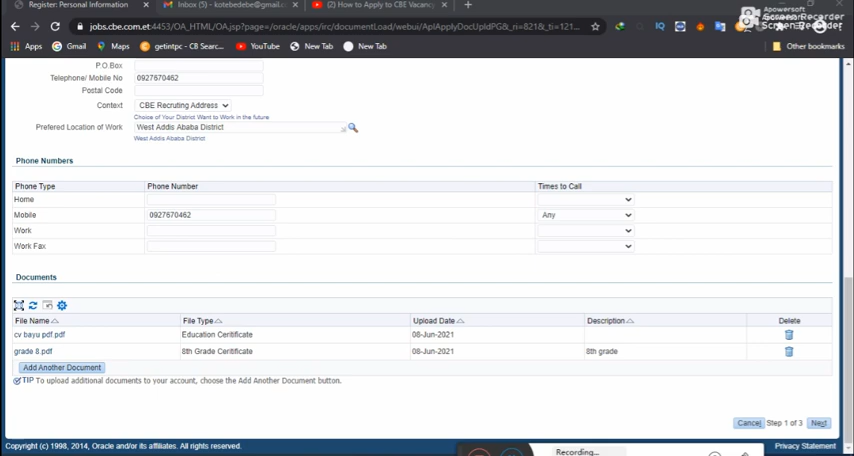 Register: Personal Information
Inbox (5) - kotebedebe@gmail.c
(2) How to Apply to CBE Vacancy
jobs.cbe.com.et:4453/OA_HTML/OA.jsp?page=/oracle/apps/irc/documentLoad/webui/AplApplyDocUpldPG&_ri=821&_ti=121...
Apowersoft
Screen Recorder
Apps
Gmail
Maps
getintpc - CB Searc...
YouTube
New Tab
New Tab
Other bookmarks
P.O.Box
Telephone/ Mobile No 0927670462
Postal Code
Context CBE Recruting Address
Choice of Your District Want to Work in the future
Prefered Location of Work West Addis Ababa District
West Addis Ababa District
Phone Numbers
Phone Type Phone Number Times to Call
Home
Mobile 0927670462 Any
Work
Work Fax
Documents
File Name File Type Upload Date Description Delete
cv bayu pdf.pdf Education Ceritificate 08-Jun-2021
grade 8.pdf 8th Grade Ceritificate 08-Jun-2021 8th grade
Add Another Document
TIP To upload additional documents to your account, choose the Add Another Document button.
Cancel Step 1 of 3 Next
Copyright (c) 1998, 2014, Oracle and/or its affiliates. All rights reserved.
Privacy Statement
Recording...